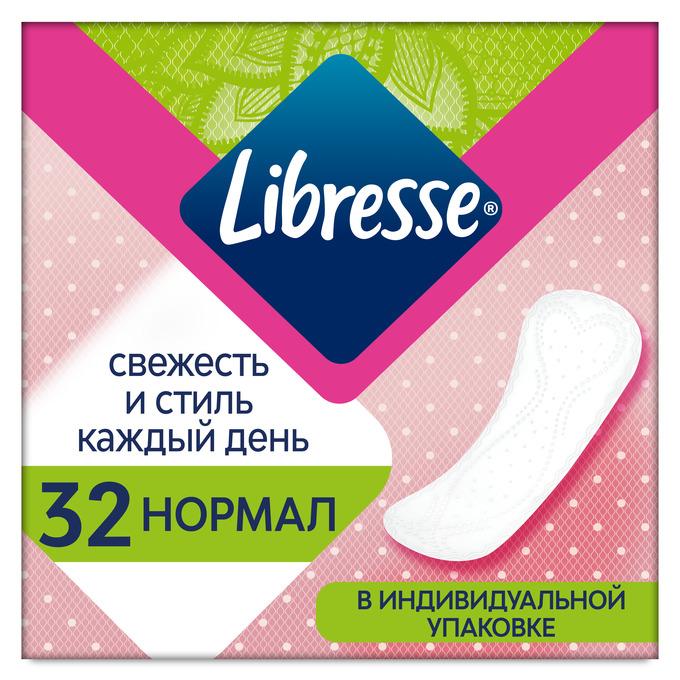 Libresse®
свежесть
и стиль
каждый день
32 НОРМАЛ
В ИНДИВИДУАЛЬНОЙ
УПАКОВКЕ